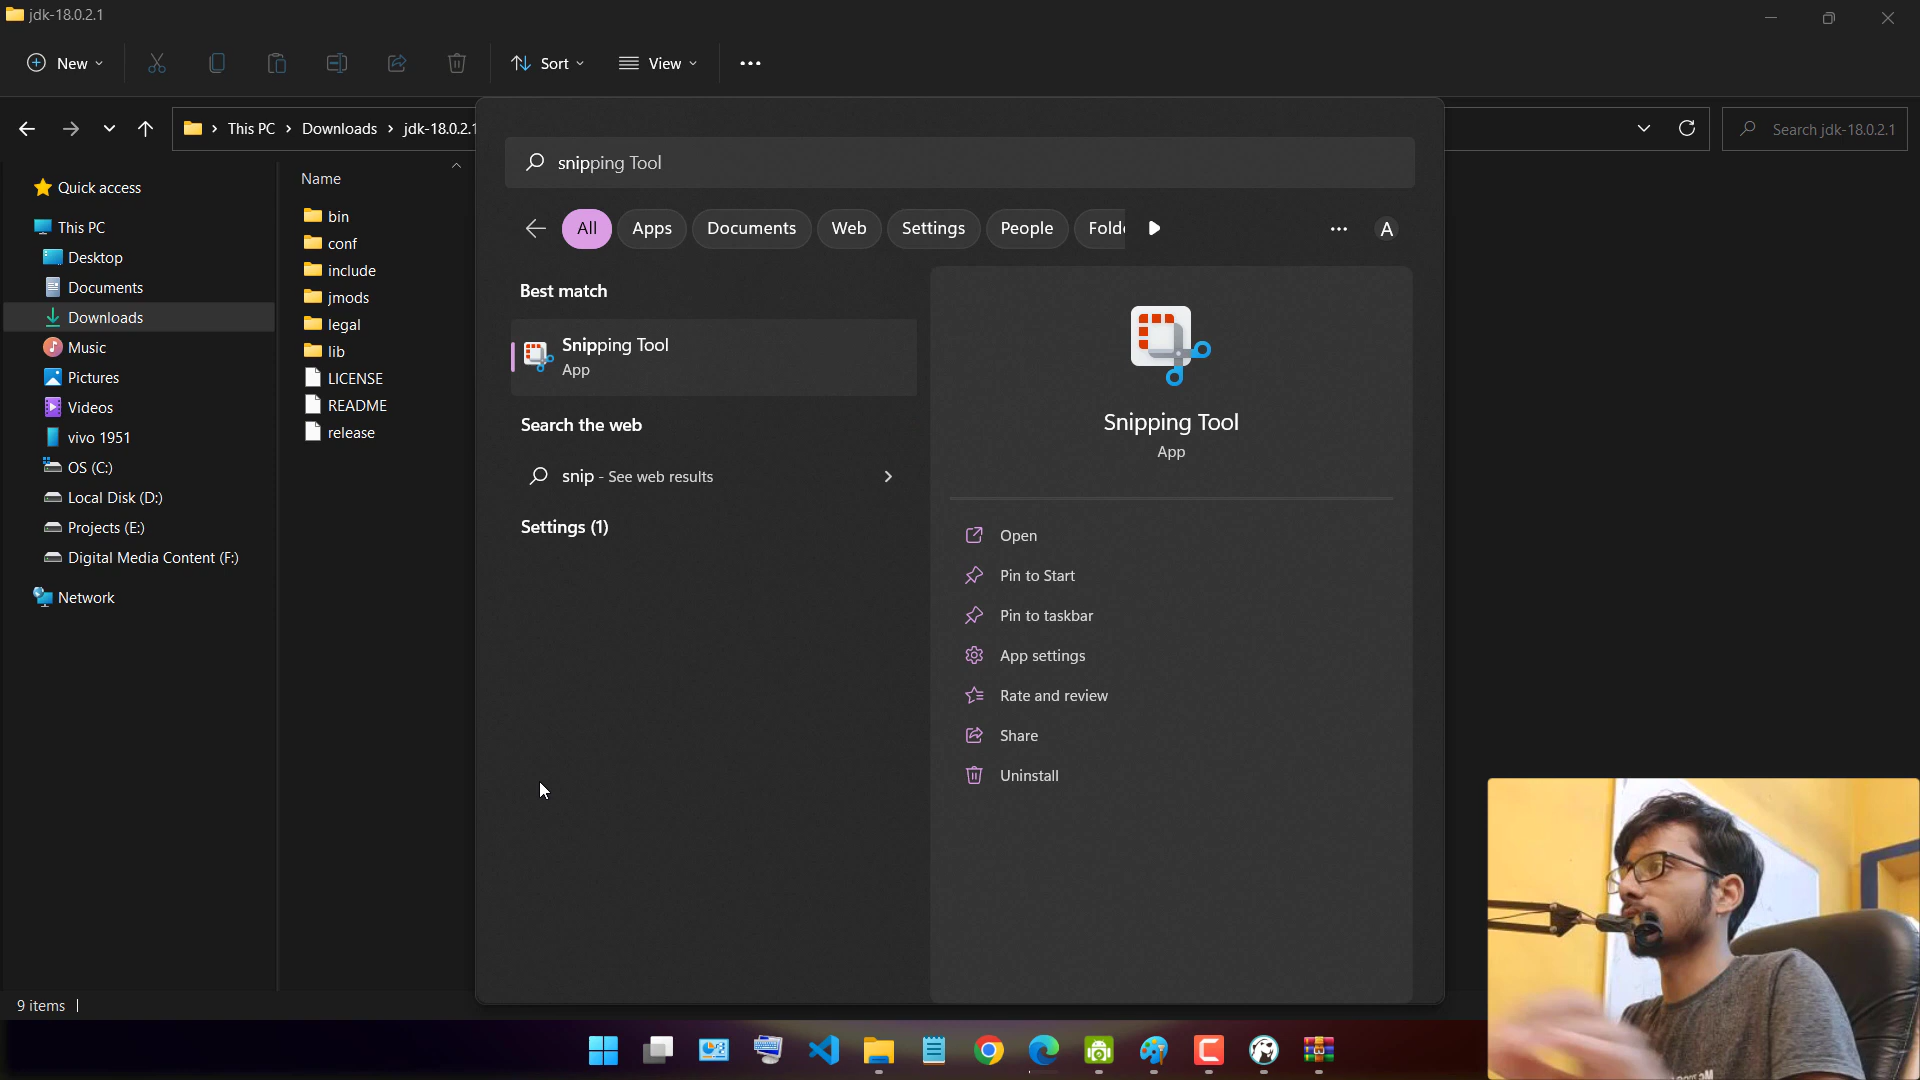 jdk-18.0.2.1
New
Sort
View
This PC > Downloads > jdk-18.0.2.1
Search jdk-18.0.2.1
Quick access
This PC
Desktop
Documents
Downloads
Music
Pictures
Videos
vivo 1951
OS (C:)
Local Disk (D:)
Projects (E:)
Digital Media Content (F:)
Network
Name
bin
conf
include
jmods
legal
lib
LICENSE
README
release
snipping Tool
All
Apps
Documents
Web
Settings
People
Folde
A
Best match
Snipping Tool
App
Search the web
snip - See web results
Settings (1)
Snipping Tool
App
Open
Pin to Start
Pin to taskbar
App settings
Rate and review
Share
Uninstall
9 items